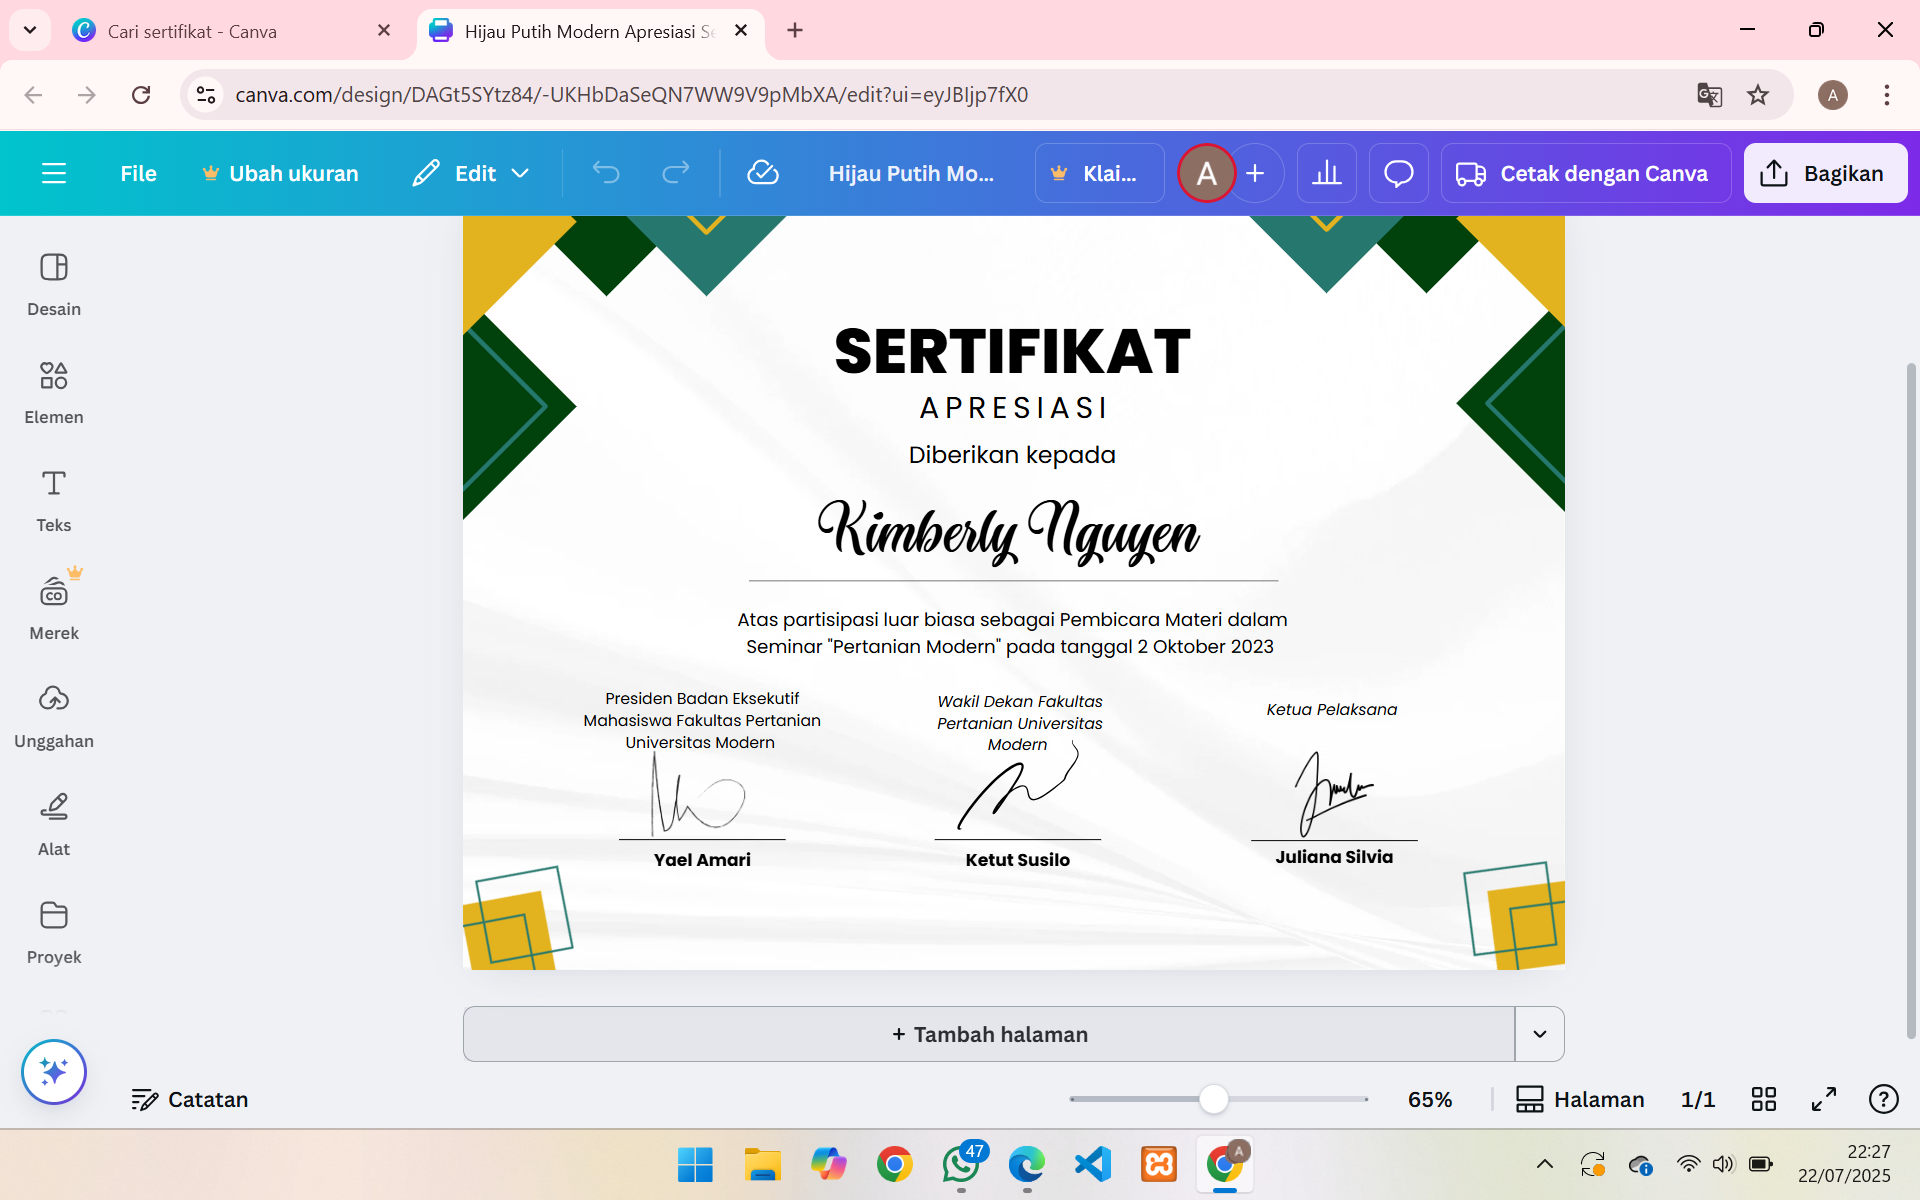 Cari sertifikat - Canva
Hijau Putih Modern Apresiasi Se
canva.com/design/DAGt5SYtz84/-UKHbDaSeQN7WW9V9pMbXA/edit?ui=eyJBIjp7fX0
A
File
Ubah ukuran
Edit
Hijau Putih Mo...
Klai...
A
Cetak dengan Canva
Bagikan
Desain
Elemen
Teks
Merek
Unggahan
Alat
Proyek
SERTIFIKAT
APRESIASI
Diberikan kepada
Kimberly Nguyen
Atas partisipasi luar biasa sebagai Pembicara Materi dalam
Seminar "Pertanian Modern" pada tanggal 2 Oktober 2023
Presiden Badan Eksekutif
Mahasiswa Fakultas Pertanian
Universitas Modern
Yael Amari
Wakil Dekan Fakultas
Pertanian Universitas
Modern
Ketut Susilo
Ketua Pelaksana
Juliana Silvia
+ Tambah halaman
Catatan
65%
Halaman
1/1
47
A
22:27
22/07/2025